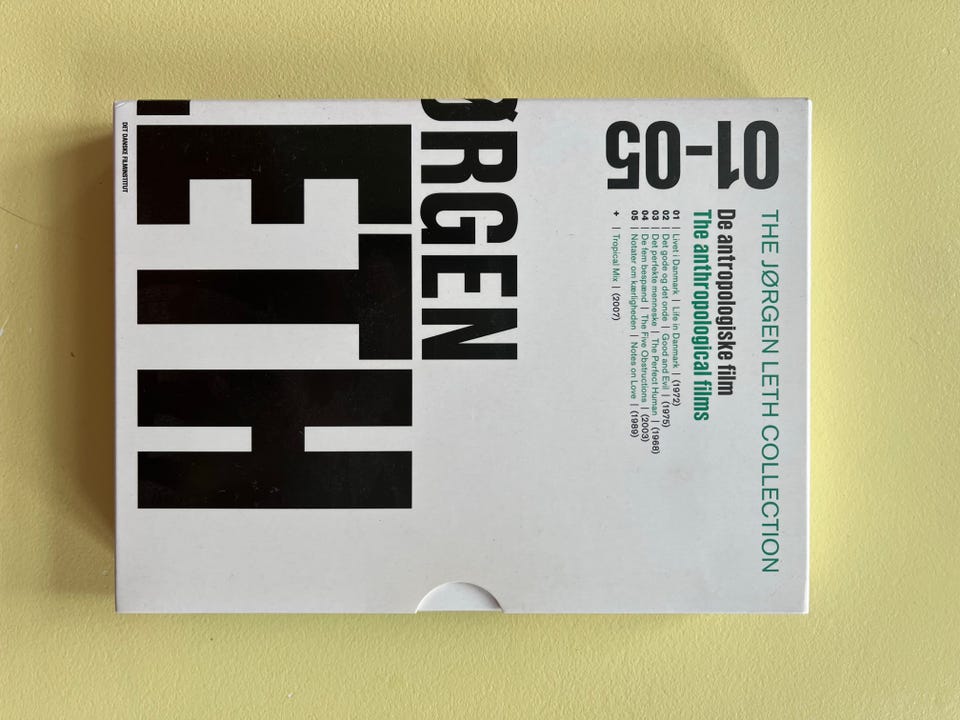 THE JØRGEN LETH COLLECTION
01-05
De antropologiske film
The anthropological films
01 | Livet i Danmark | Life in Danmark | (1972)
02 | Det gode og det onde | Good and Evil | (1975)
03 | Det perfekte menneske | The Perfect Human | (1968)
04 | De fem bespænd | The Five Obstructions | (2003)
05 | Notater om kærligheden | Notes on Love | (1989)
+ | Tropical Mix | (2007)
ØRGEN
LETH
DET DANSKE FILMINSTITUT